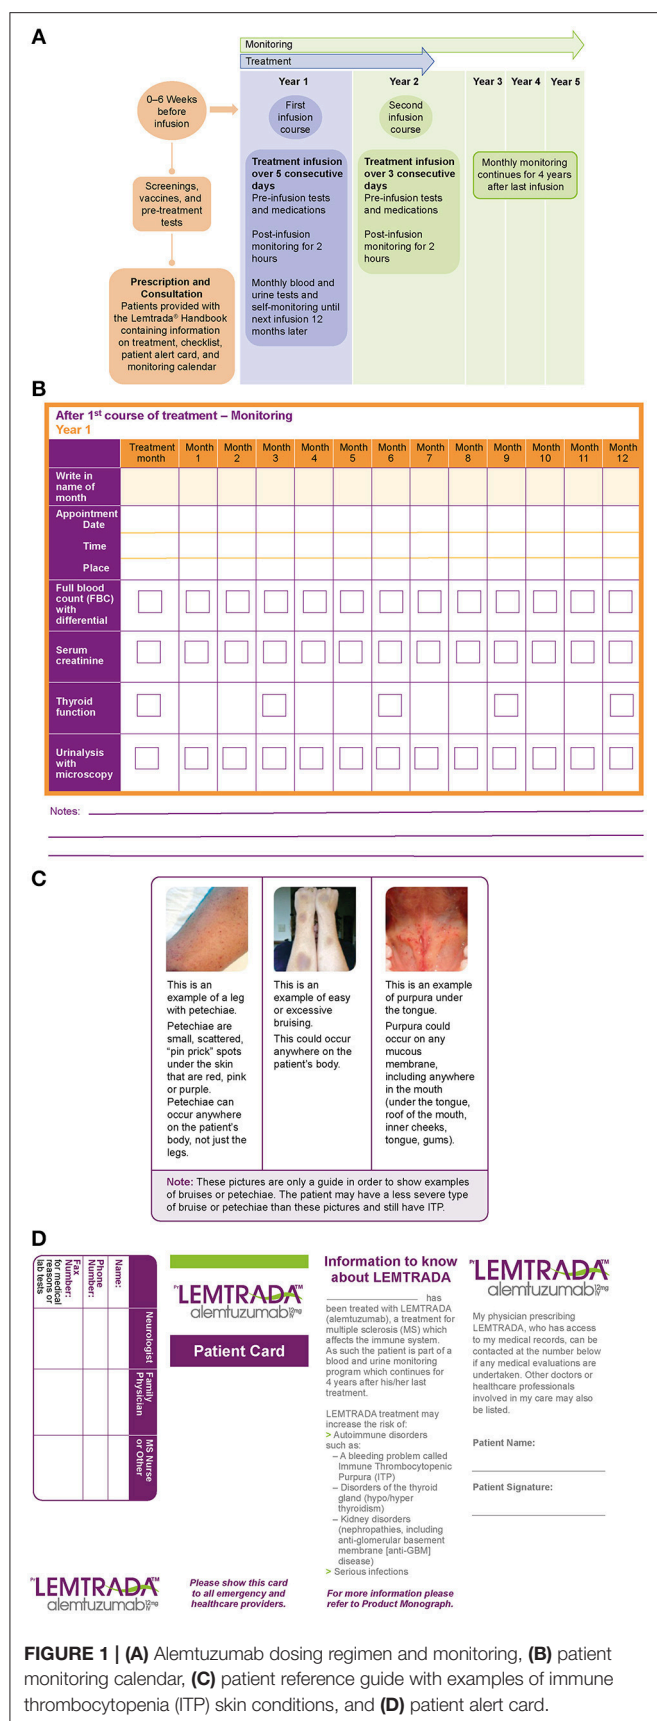 A
Monitoring
Treatment
0–6 Weeks
before
infusion
Screenings,
vaccines, and
pre-treatment
tests
Prescription and
Consultation
Patients provided with
the Lemtrada® Handbook
containing information
on treatment, checklist,
patient alert card, and
monitoring calendar
Year 1
First
infusion
course
Treatment infusion
over 5 consecutive
days
Pre-infusion tests
and medications
Post-infusion
monitoring for 2
hours
Monthly blood and
urine tests and
self-monitoring until
next infusion 12
months later
Year 2
Second
infusion
course
Treatment infusion
over 3 consecutive
days
Pre-infusion tests
and medications
Post-infusion
monitoring for 2
hours
Year 3 Year 4 Year 5
Monthly monitoring
continues for 4 years
after last infusion
B
After 1st course of treatment – Monitoring
Year 1
Treatment month Month 1 Month 2 Month 3 Month 4 Month 5 Month 6 Month 7 Month 8 Month 9 Month 10 Month 11 Month 12
Write in
name of
month
Appointment
Date
Time
Place
Full blood
count (FBC)
with
differential
Serum
creatinine
Thyroid
function
Urinalysis
with
microscopy
Notes:
C
This is an
example of a leg
with petechiae.
Petechiae are
small, scattered,
"pin prick" spots
under the skin
that are red, pink
or purple.
Petechiae can
occur anywhere
on the patient's
body, not just the
legs.
This is an
example of easy
or excessive
bruising.
This could occur
anywhere on the
patient's body.
This is an example
of purpura under
the tongue.
Purpura could
occur on any
mucous
membrane,
including anywhere
in the mouth
(under the tongue,
roof of the mouth,
inner cheeks,
tongue, gums).
Note: These pictures are only a guide in order to show examples
of bruises or petechiae. The patient may have a less severe type
of bruise or petechiae than these pictures and still have ITP.
D
Name:
Phone
Number:
Fax
Number:
for medical
reasons or
lab tests
Neurologist
Family
Physician
MS Nurse
or Other
Pr LEMTRADA™
alemtuzumab 12mg IV
Pr LEMTRADA™
alemtuzumab 12mg IV
Patient Card
Please show this card
to all emergency and
healthcare providers.
Information to know
about LEMTRADA
has
been treated with LEMTRADA
(alemtuzumab), a treatment for
multiple sclerosis (MS) which
affects the immune system.
As such the patient is part of a
blood and urine monitoring
program which continues for
4 years after his/her last
treatment.
LEMTRADA treatment may
increase the risk of:
> Autoimmune disorders
such as:
– A bleeding problem called
Immune Thrombocytopenic
Purpura (ITP)
– Disorders of the thyroid
gland (hypo/hyper
thyroidism)
– Kidney disorders
(nephropathies, including
anti-glomerular basement
membrane [anti-GBM]
disease)
> Serious infections
For more information please
refer to Product Monograph.
Pr LEMTRADA™
alemtuzumab 12mg IV
My physician prescribing
LEMTRADA, who has access
to my medical records, can be
contacted at the number below
if any medical evaluations are
undertaken. Other doctors or
healthcare professionals
involved in my care may also
be listed.
Patient Name:
Patient Signature:
FIGURE 1 | (A) Alemtuzumab dosing regimen and monitoring, (B) patient
monitoring calendar, (C) patient reference guide with examples of immune
thrombocytopenia (ITP) skin conditions, and (D) patient alert card.